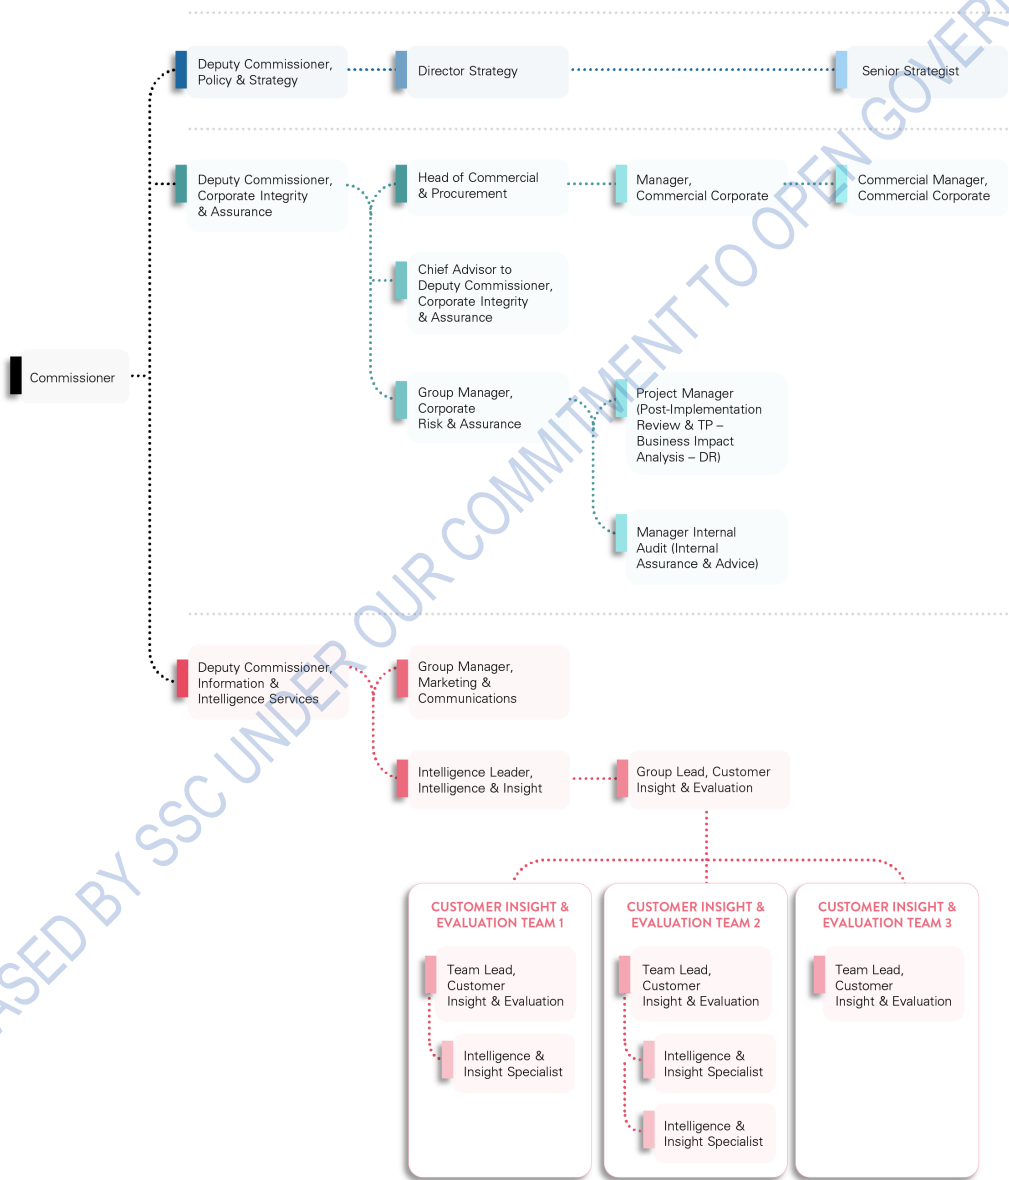 Deputy Commissioner,
Policy & Strategy
Director Strategy
Senior Strategist
Deputy Commissioner,
Corporate Integrity
& Assurance
Head of Commercial
& Procurement
Manager,
Commercial Corporate
Commercial Manager,
Commercial Corporate
Chief Advisor to
Deputy Commissioner,
Corporate Integrity
& Assurance
Commissioner
Group Manager,
Corporate
Risk & Assurance
Project Manager
(Post-Implementation
Review & TP –
Business Impact
Analysis – DR)
Manager Internal
Audit (Internal
Assurance & Advice)
Deputy Commissioner,
Information &
Intelligence Services
Group Manager,
Marketing &
Communications
Intelligence Leader,
Intelligence & Insight
Group Lead, Customer
Insight & Evaluation
CUSTOMER INSIGHT &
EVALUATION TEAM 1
Team Lead,
Customer
Insight & Evaluation
Intelligence &
Insight Specialist
CUSTOMER INSIGHT &
EVALUATION TEAM 2
Team Lead,
Customer
Insight & Evaluation
Intelligence &
Insight Specialist
Intelligence &
Insight Specialist
CUSTOMER INSIGHT &
EVALUATION TEAM 3
Team Lead,
Customer
Insight & Evaluation
BY SSC UNDER OUR COMMITMENT TO OPEN